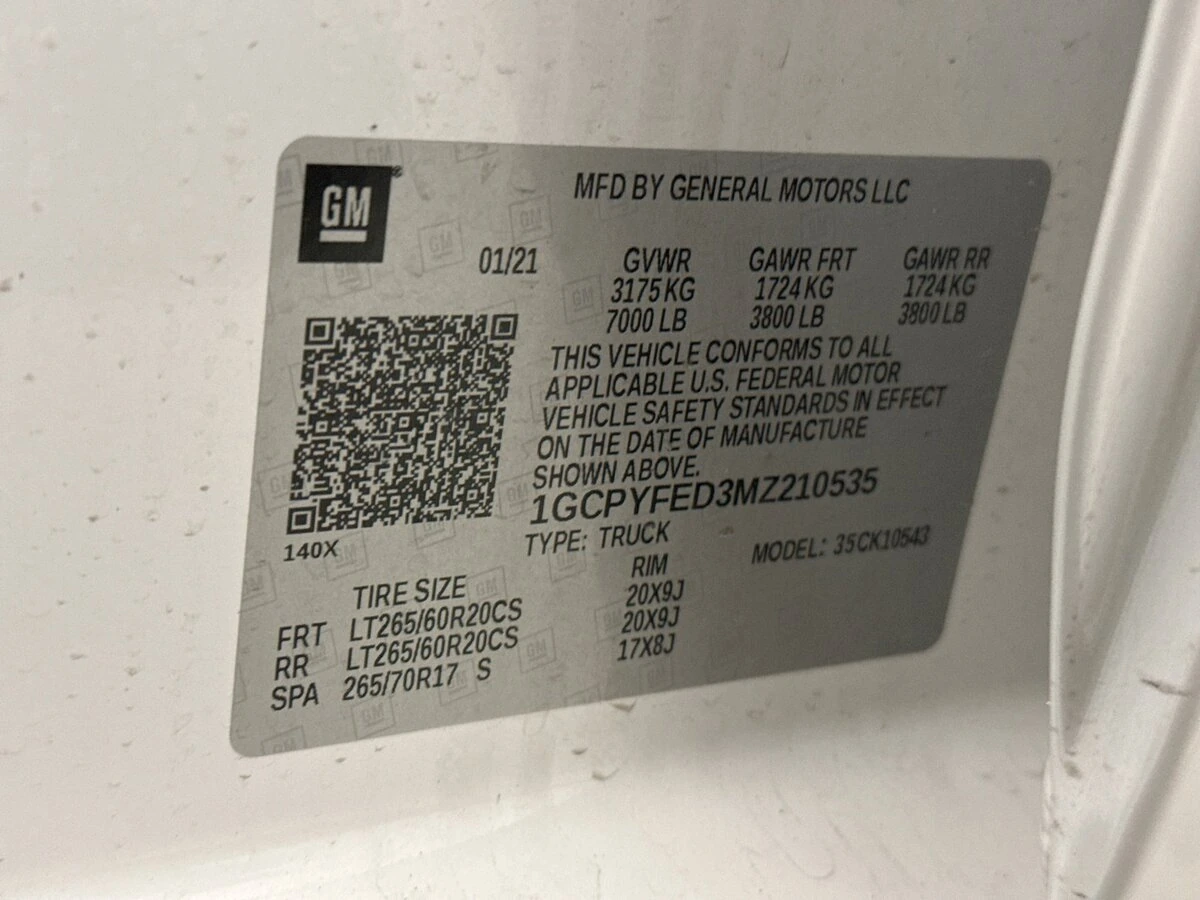 GM
MFD BY GENERAL MOTORS LLC
01/21 GVWR GAWR FRT GAWR RR
3175 KG 1724 KG 1724 KG
7000 LB 3800 LB 3800 LB
THIS VEHICLE CONFORMS TO ALL
APPLICABLE U.S. FEDERAL MOTOR
VEHICLE SAFETY STANDARDS IN EFFECT
ON THE DATE OF MANUFACTURE
SHOWN ABOVE.
1GCPYFED3MZ210535
TYPE: TRUCK MODEL: 35CK10543
140X
TIRE SIZE RIM
FRT LT265/60R20CS 20X9J
RR LT265/60R20CS 20X9J
SPA 265/70R17 S 17X8J